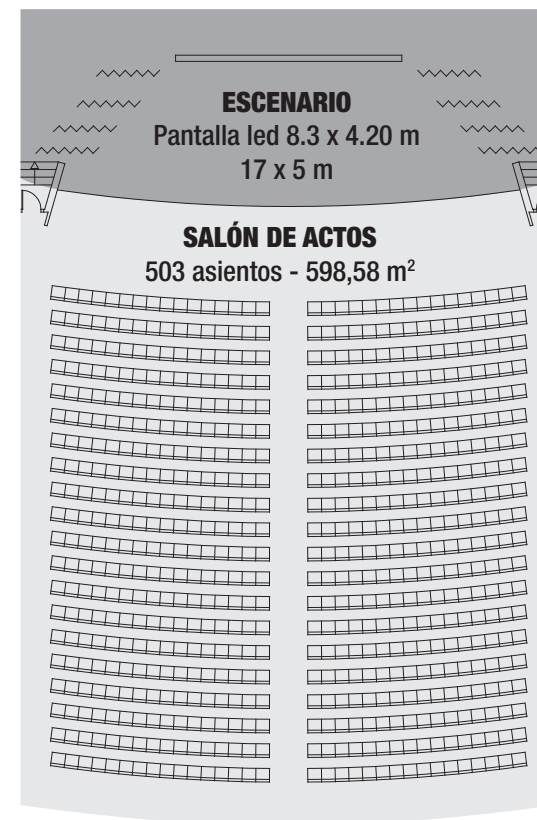 ESCENARIO
Pantalla led 8.3 x 4.20 m
17 x 5 m
SALÓN DE ACTOS
503 asientos - 598,58 m²